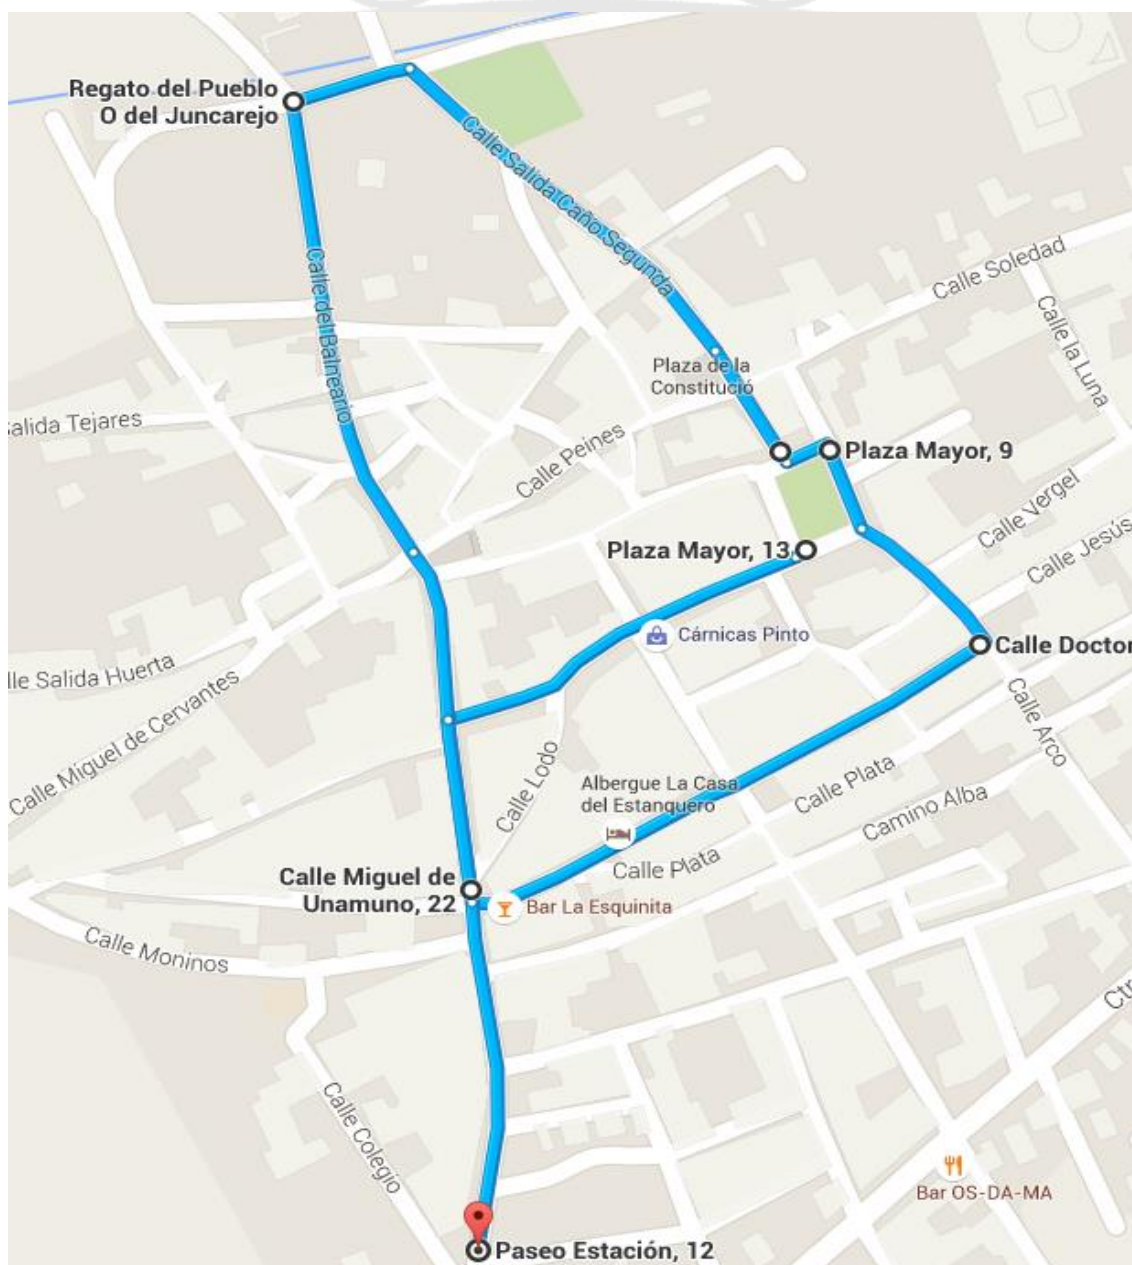 Regato del Pueblo
O del Juncarejo
Calle Salida Caño Segunda
Calle del Balneario
Calle Soledad
Calle la Luna
Plaza de la
Constitució
alida Tejares
Calle Peines
Plaza Mayor, 9
Calle Vergel
Calle Jesús
Plaza Mayor, 13
Cárnicas Pinto
Calle Doctor
lle Salida Huerta
Calle Miguel de Cervantes
Calle Arco
Calle Lodo
Albergue La Casa
del Estanquero
Calle Plata
Camino Alba
Calle Plata
Calle Miguel de
Unamuno, 22
Bar La Esquinita
Calle Moninos
Ctr
Calle Colegio
Bar OS-DA-MA
Paseo Estación, 12